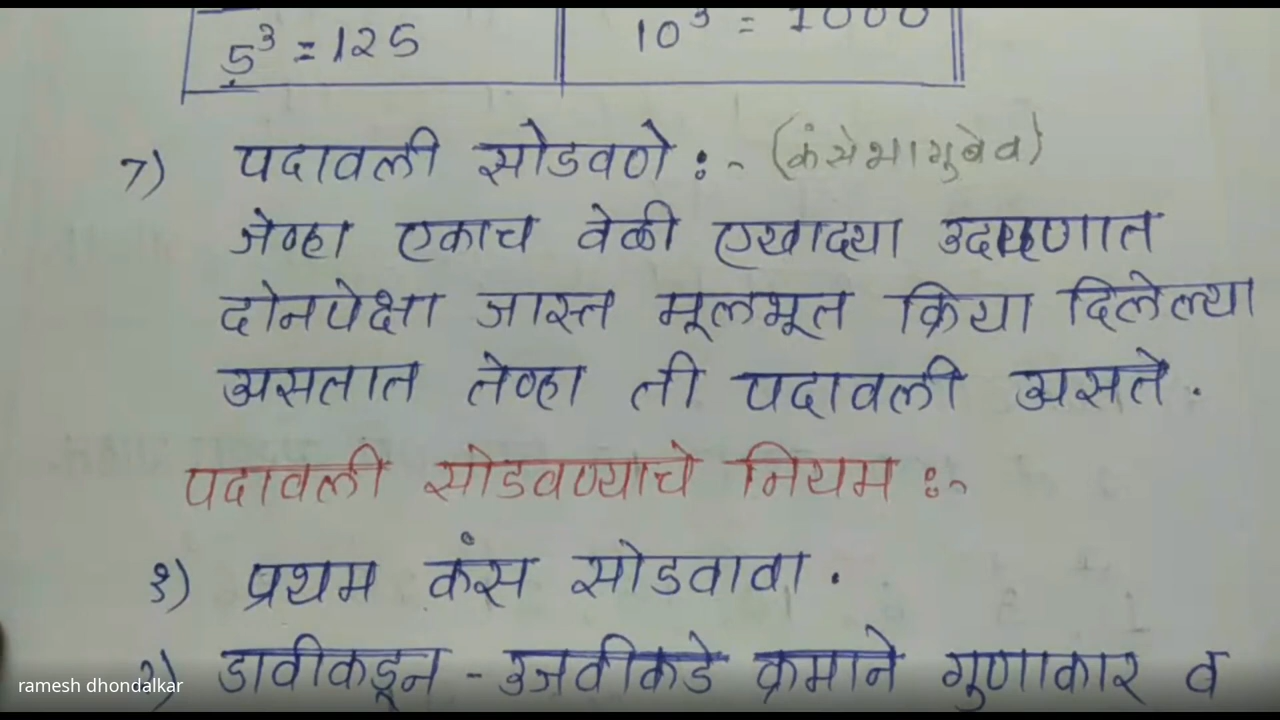 5³ = 125 10³ = 1000
7) पदावली सोडवणे :- (कंचेभागुबेव)
जेव्हा एकाच वेळी एखाद्या उदाहरणात
दोनपेक्षा जास्त मूलभूत क्रिया दिलेल्या
असतात तेव्हा ती पदावली असते.
पदावली सोडवण्याचे नियम :-
१) प्रथम कंस सोडवावा.
२) डावीकडून - उजवीकडे क्रमाने गुणाकार व
ramesh dhondalkar